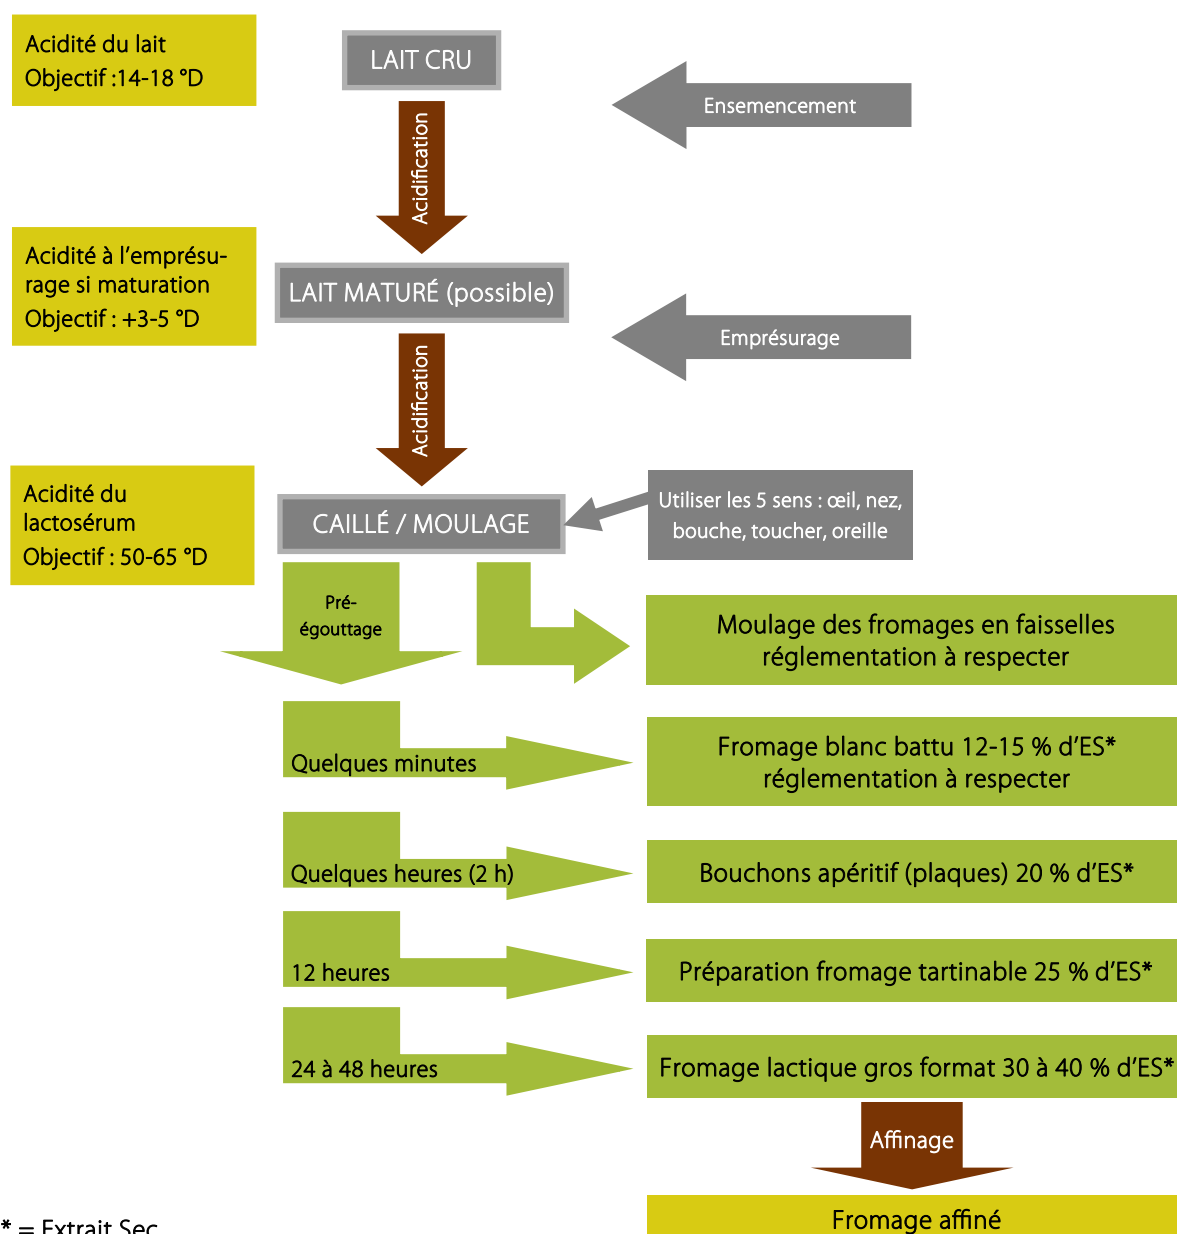 Acidité du lait
Objectif :14-18 °D
LAIT CRU
Ensemencement
Acidification
Acidité à l’emprésu-
rage si maturation
Objectif : +3-5 °D
LAIT MATURÉ (possible)
Emprésurage
Acidification
Acidité du
lactosérum
Objectif : 50-65 °D
CAILLÉ / MOULAGE
Utiliser les 5 sens : œil, nez,
bouche, toucher, oreille
Pré-
égouttage
Moulage des fromages en faisselles
réglementation à respecter
Quelques minutes
Fromage blanc battu 12-15 % d’ES*
réglementation à respecter
Quelques heures (2 h)
Bouchons apéritif (plaques) 20 % d’ES*
12 heures
Préparation fromage tartinable 25 % d’ES*
24 à 48 heures
Fromage lactique gros format 30 à 40 % d’ES*
Affinage
Fromage affiné
* = Extrait Sec